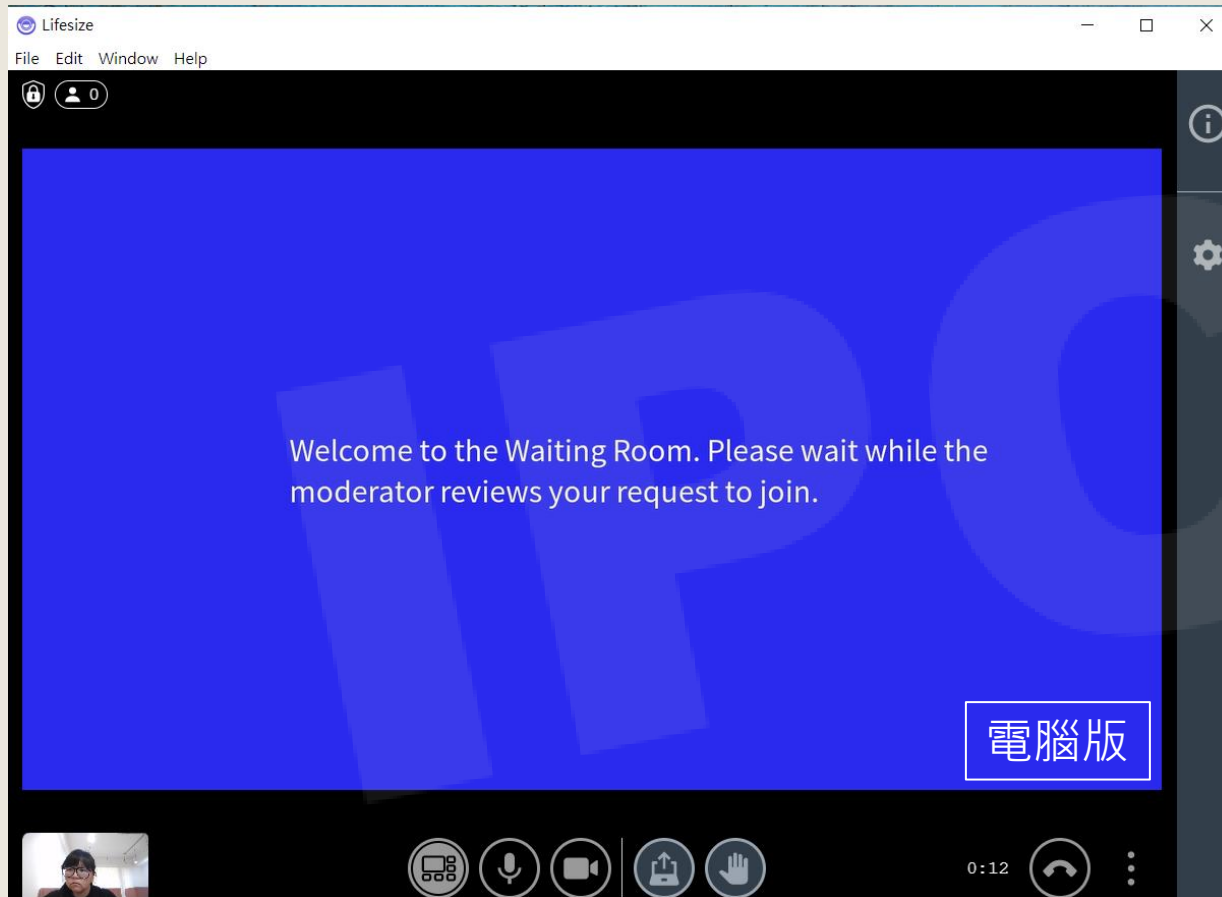 Lifesize
File Edit Window Help
0
Welcome to the Waiting Room. Please wait while the
moderator reviews your request to join.
IPC
電腦版
0:12